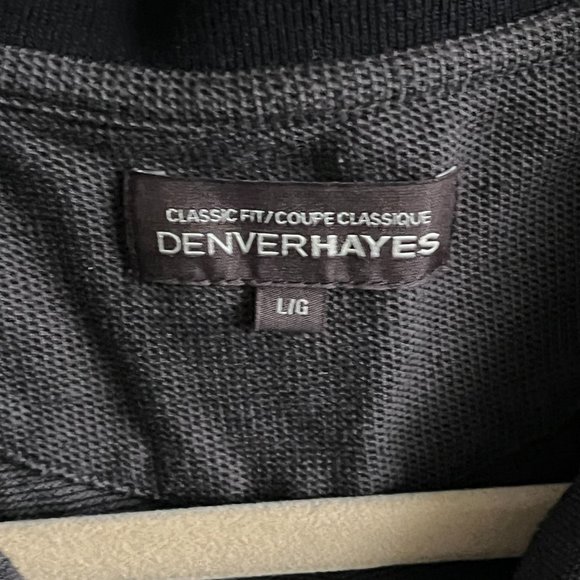 CLASSIC FIT/COUPE CLASSIQUE
DENVERHAYES
L/G